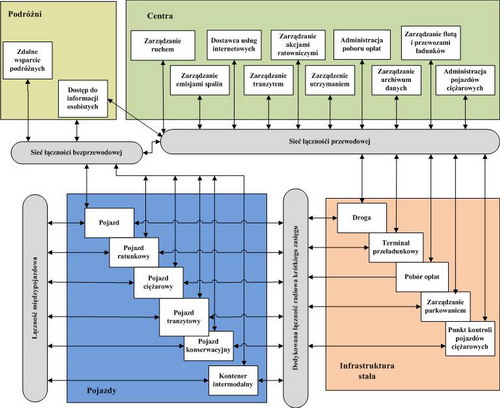 Podróżni
Centra
Zdalne
wsparcie
podróżnych
Dostęp do
informacji
osobistych
Zarządzanie
ruchem
Dostawca usług
internetowych
Zarządzanie
akcjami
ratowniczymi
Administracja
poboru opłat
Zarządzanie flotą
i przewozami
ładunków
Zarządzanie
emisjami spalin
Zarządzanie
tranzytem
Zarządzenie
utrzymaniem
Zarządzanie
archiwum
danych
Administracja
pojazdów
ciężarowych
Sieć łączności bezprzewodowej
Sieć łączności przewodowej
Łączność międzypojazdowa
Pojazd
Pojazd
ratunkowy
Pojazd
ciężarowy
Pojazd
tranzytowy
Pojazd
konserwacyjny
Kontener
intermodalny
Pojazdy
Dedykowana łączność radiowa krótkiego zasięgu
Droga
Terminal
przeładunkowy
Pobór opłat
Zarządzanie
parkowaniem
Punkt kontroli
pojazdów
ciężarowych
Infrastruktura
stała